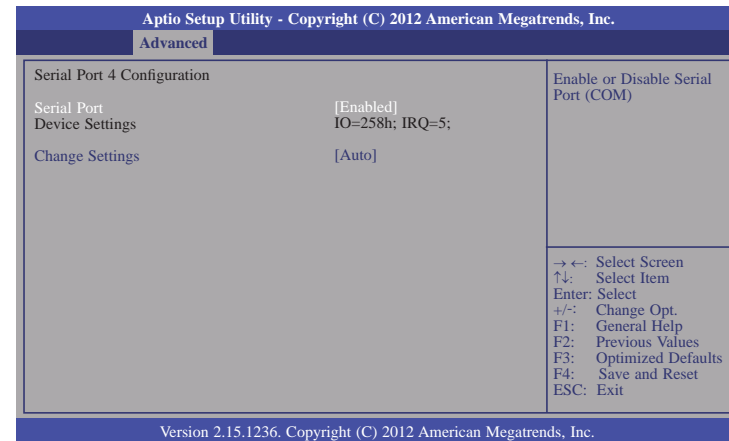 Aptio Setup Utility - Copyright (C) 2012 American Megatrends, Inc.
Advanced
Serial Port 4 Configuration
Serial Port [Enabled]
Device Settings IO=258h; IRQ=5;
Change Settings [Auto]
Enable or Disable Serial
Port (COM)
→ ←: Select Screen
↑↓: Select Item
Enter: Select
+/-: Change Opt.
F1: General Help
F2: Previous Values
F3: Optimized Defaults
F4: Save and Reset
ESC: Exit
Version 2.15.1236. Copyright (C) 2012 American Megatrends, Inc.